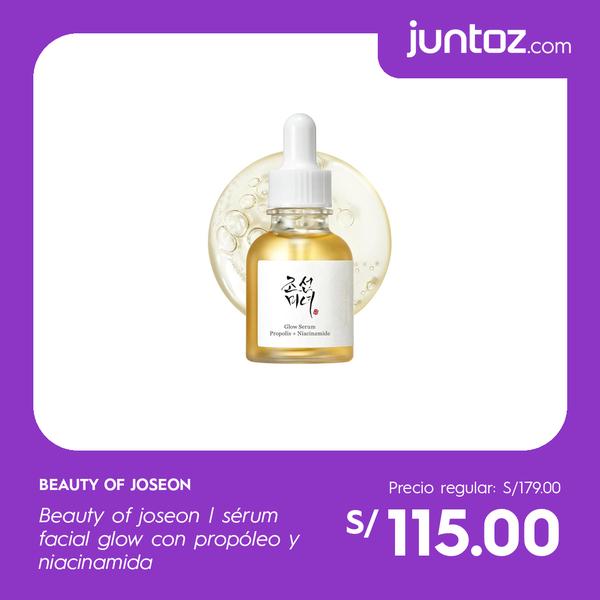 juntoz.com
조선
미녀
Glow Serum
Propolis + Niacinamide
BEAUTY OF JOSEON
Beauty of joseon | sérum
facial glow con propóleo y
niacinamida
Precio regular: S/179.00
S/115.00